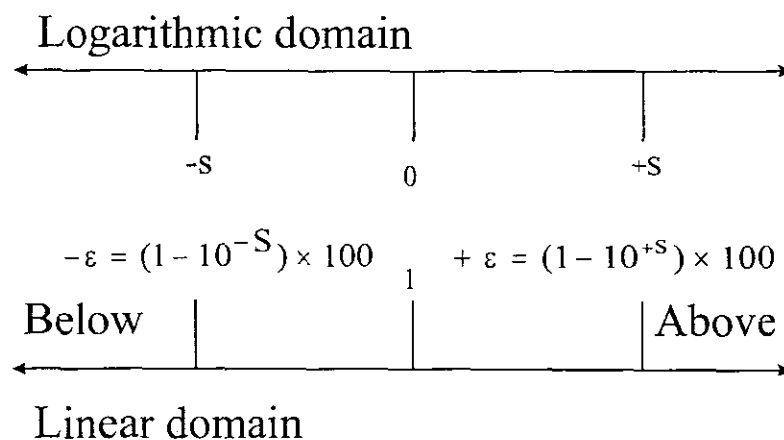 Logarithmic domain
-s 0 +s
-ε = (1 - 10^{-S}) × 100 1 + ε = (1 - 10^{+s}) × 100
Below Above
Linear domain